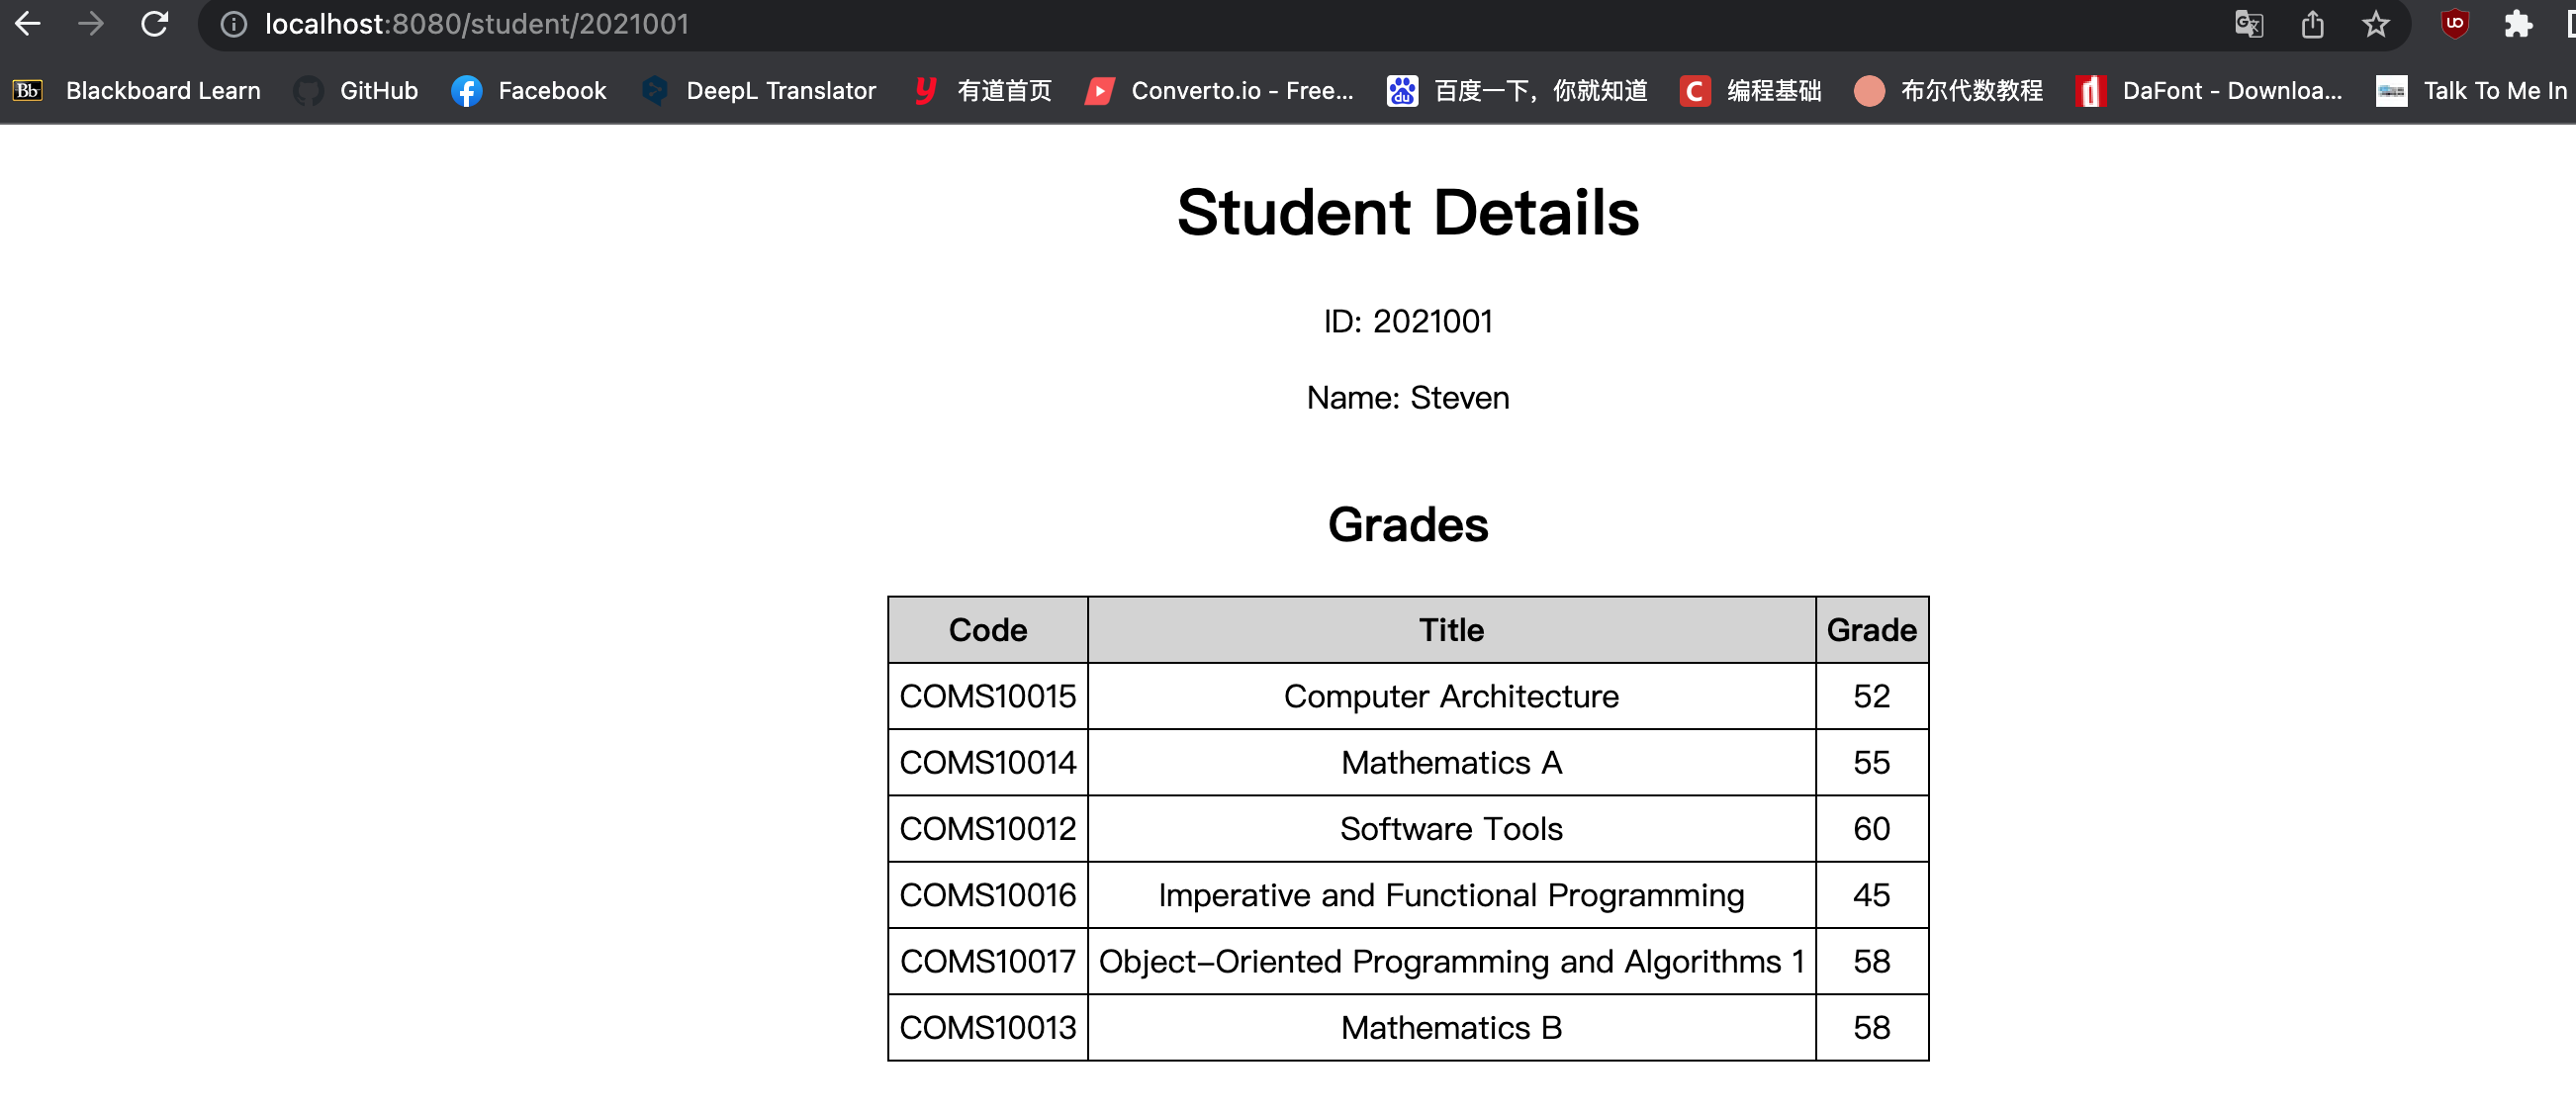 localhost:8080/student/2021001
Bb Blackboard Learn GitHub Facebook DeepL Translator y 有道首页 Converto.io - Free... du 百度一下，你就知道 C 编程基础 布尔代数教程 d DaFont - Downloa... Talk To Me In
Student Details
ID: 2021001
Name: Steven
Grades
Code Title Grade
COMS10015 Computer Architecture 52
COMS10014 Mathematics A 55
COMS10012 Software Tools 60
COMS10016 Imperative and Functional Programming 45
COMS10017 Object-Oriented Programming and Algorithms 1 58
COMS10013 Mathematics B 58